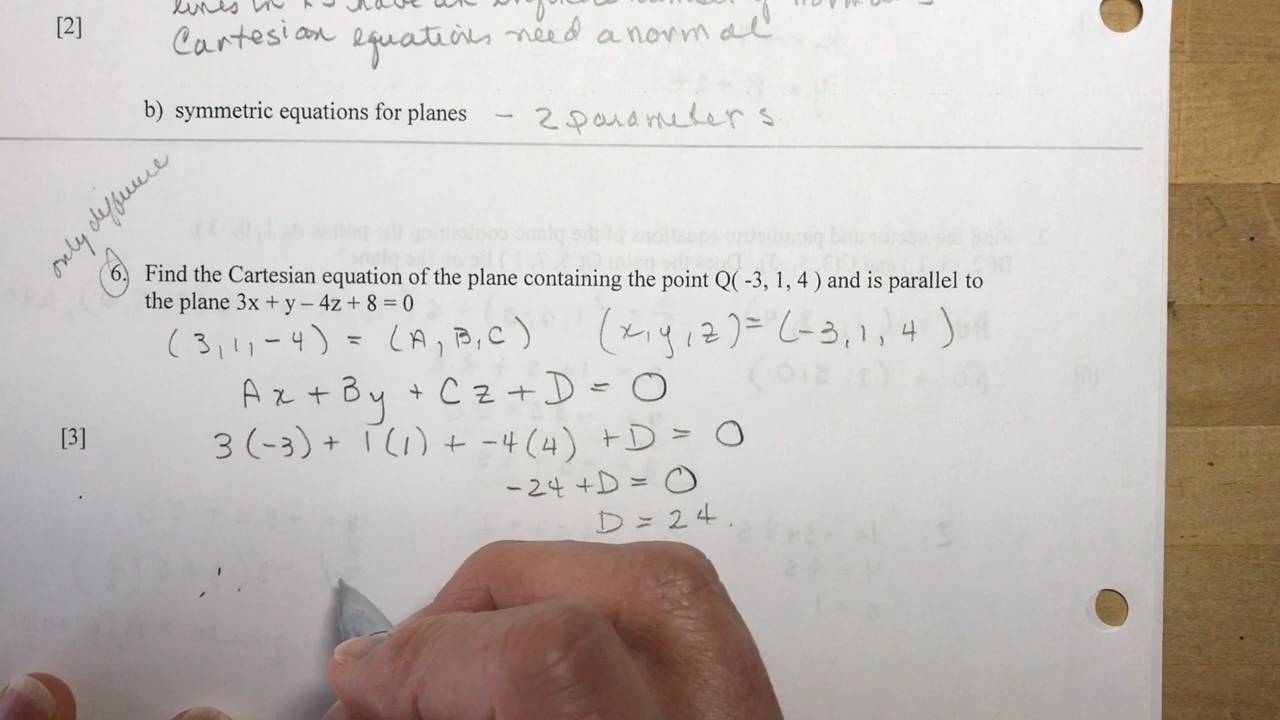 lines in
[2]
Cartesian equations need a normal
b) symmetric equations for planes - 2 parameters
only difference
6. Find the Cartesian equation of the plane containing the point Q( -3, 1, 4 ) and is parallel to
the plane 3x + y – 4z + 8 = 0
(3,1,-4) = (A,B,C) (x,y,z)=(-3,1,4)
Ax + By + Cz + D = 0
[3]
3(-3) + 1(1) + -4(4) + D = 0
-24 + D = 0
D = 24.
∴